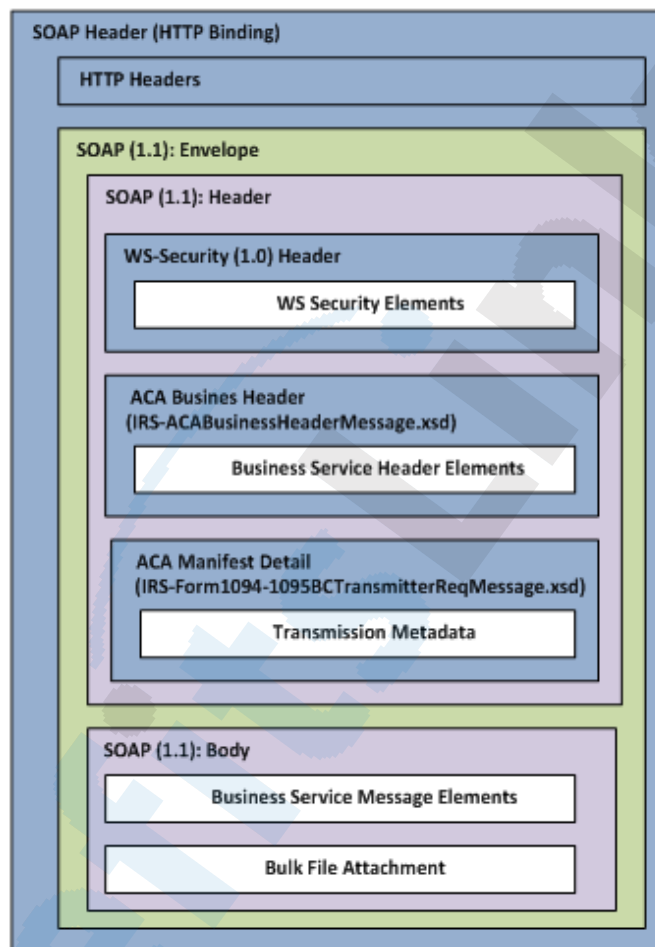 SOAP Header (HTTP Binding)
HTTP Headers
SOAP (1.1): Envelope
SOAP (1.1): Header
WS-Security (1.0) Header
WS Security Elements
ACA Busines Header
(IRS-ACABusinessHeaderMessage.xsd)
Business Service Header Elements
ACA Manifest Detail
(IRS-Form1094-1095BCTransmitterReqMessage.xsd)
Transmission Metadata
SOAP (1.1): Body
Business Service Message Elements
Bulk File Attachment